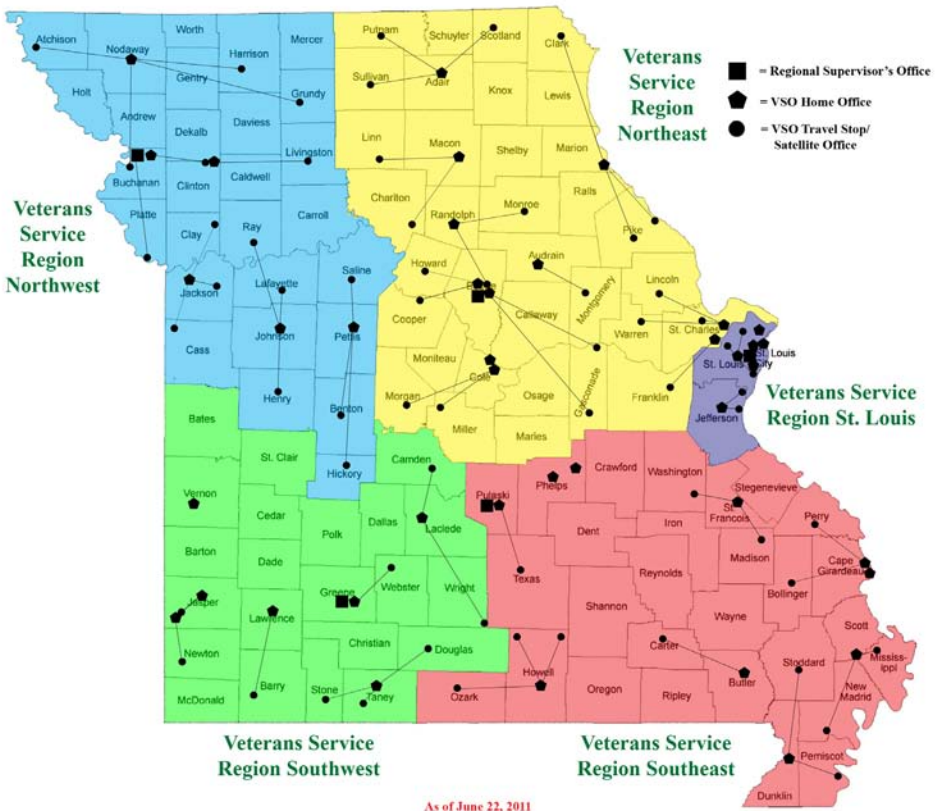 Atchison
Nodaway
Worth
Harrison
Mercer
Holt
Gentry
Grundy
Andrew
Dekalb
Daviess
Livingston
Buchanan
Clinton
Caldwell
Platte
Clay
Ray
Carroll
Jackson
Lafayette
Saline
Cass
Johnson
Pettis
Henry
Benton
Hickory
Veterans
Service
Region
Northwest
Putnam
Schuyler
Scotland
Clark
Sullivan
Adair
Knox
Lewis
Linn
Macon
Shelby
Marion
Chariton
Randolph
Monroe
Ralls
Pike
Howard
Audrain
Cooper
Callaway
Montgomery
Lincoln
Warren
St. Charles
Moniteau
Cole
Osage
Gasconade
Franklin
Morgan
Miller
Maries
Veterans
Service
Region
Northeast
= Regional Supervisor's Office
= VSO Home Office
= VSO Travel Stop/
Satellite Office
St. Louis
St. Louis
City
Jefferson
Veterans Service
Region St. Louis
Bates
St.Clair
Camden
Vernon
Cedar
Polk
Dallas
Laclede
Barton
Dade
Greene
Webster
Wright
Jasper
Lawrence
Christian
Douglas
Newton
McDonald
Barry
Stone
Taney
Veterans Service
Region Southwest
Pulaski
Phelps
Crawford
Washington
Stegenevieve
St.
Francois
Perry
Dent
Iron
Madison
Cape
Girardeau
Texas
Reynolds
Bollinger
Shannon
Wayne
Scott
Howell
Carter
Stoddard
Mississ-
ippi
Ozark
Oregon
Ripley
Butler
New
Madrid
Pemiscot
Dunklin
Veterans Service
Region Southeast
As of June 22, 2011